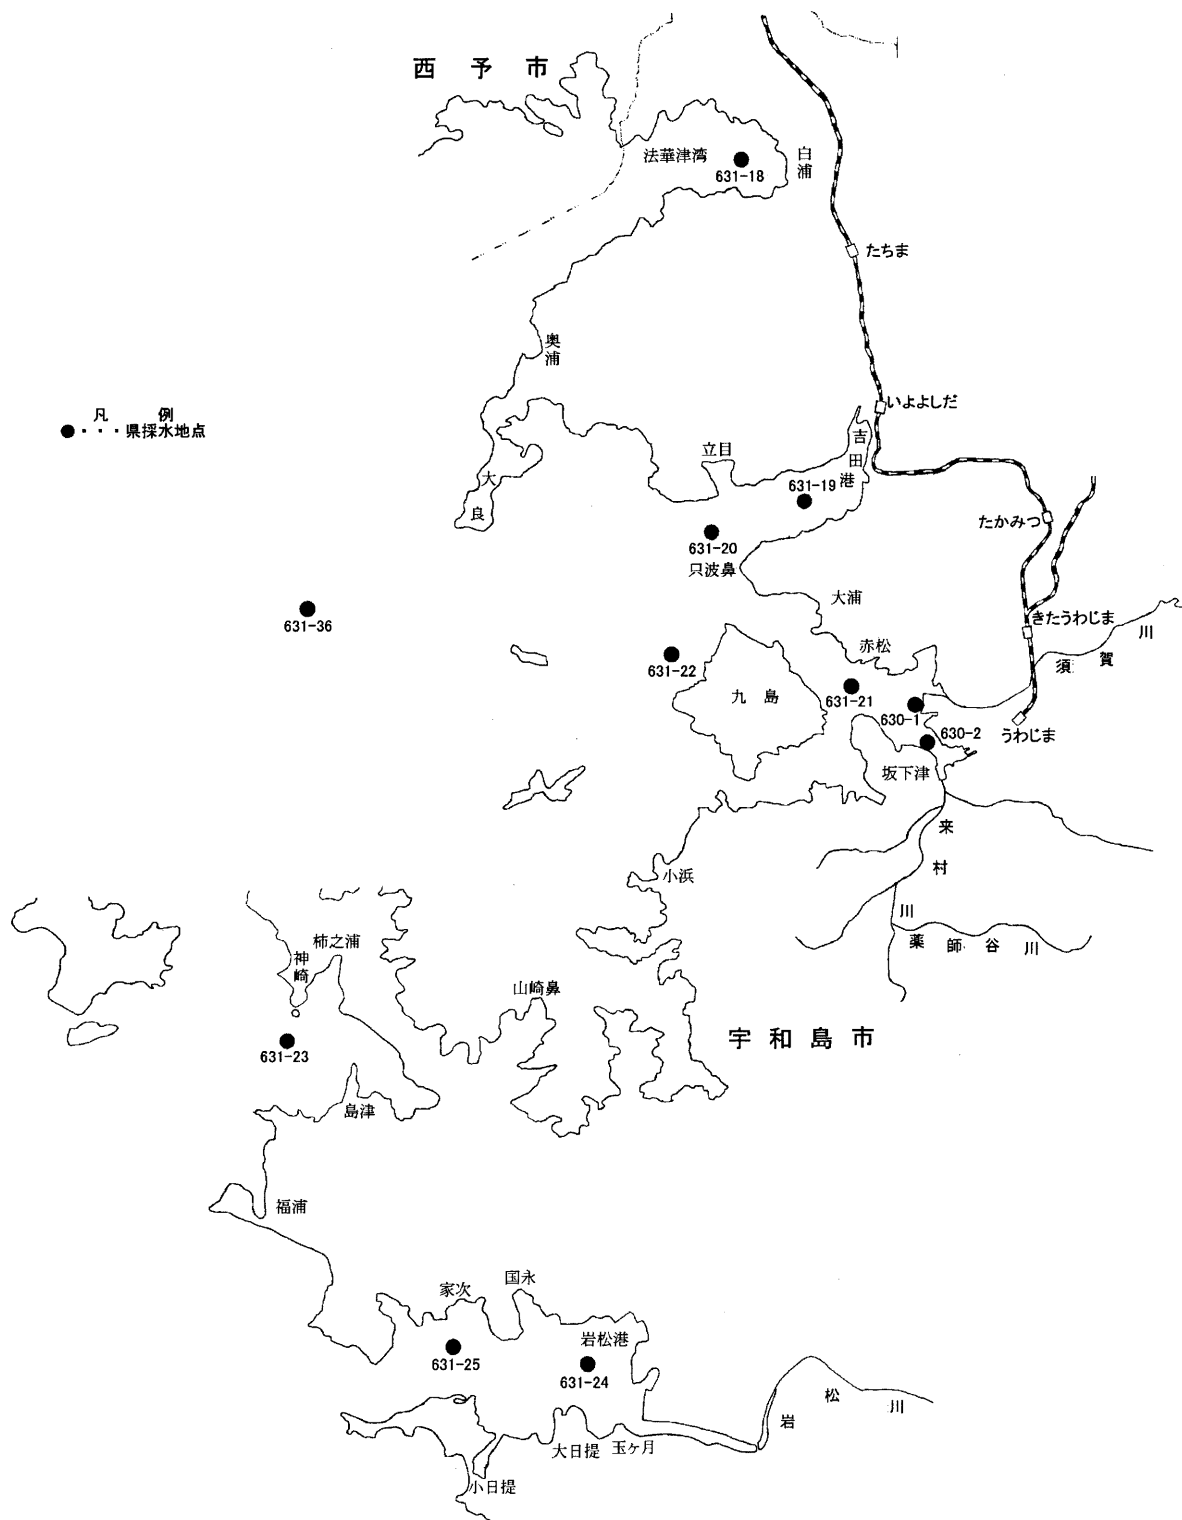 西予市
法華津湾
631-18
白浦
たちま
奥浦
いよよしだ
凡例
●・・・県採水地点
吉田港
立目
大良
631-19
631-20
只波鼻
たかみつ
大浦
631-36
きたうわじま
須賀川
赤松
631-22
九島
631-21
630-1
630-2
うわじま
坂下津
来村川
小浜
薬師谷川
柿之浦
神崎
山崎鼻
宇和島市
631-23
島津
福浦
国永
家次
岩松港
631-25
631-24
岩松川
大日提
玉ヶ月
小日提